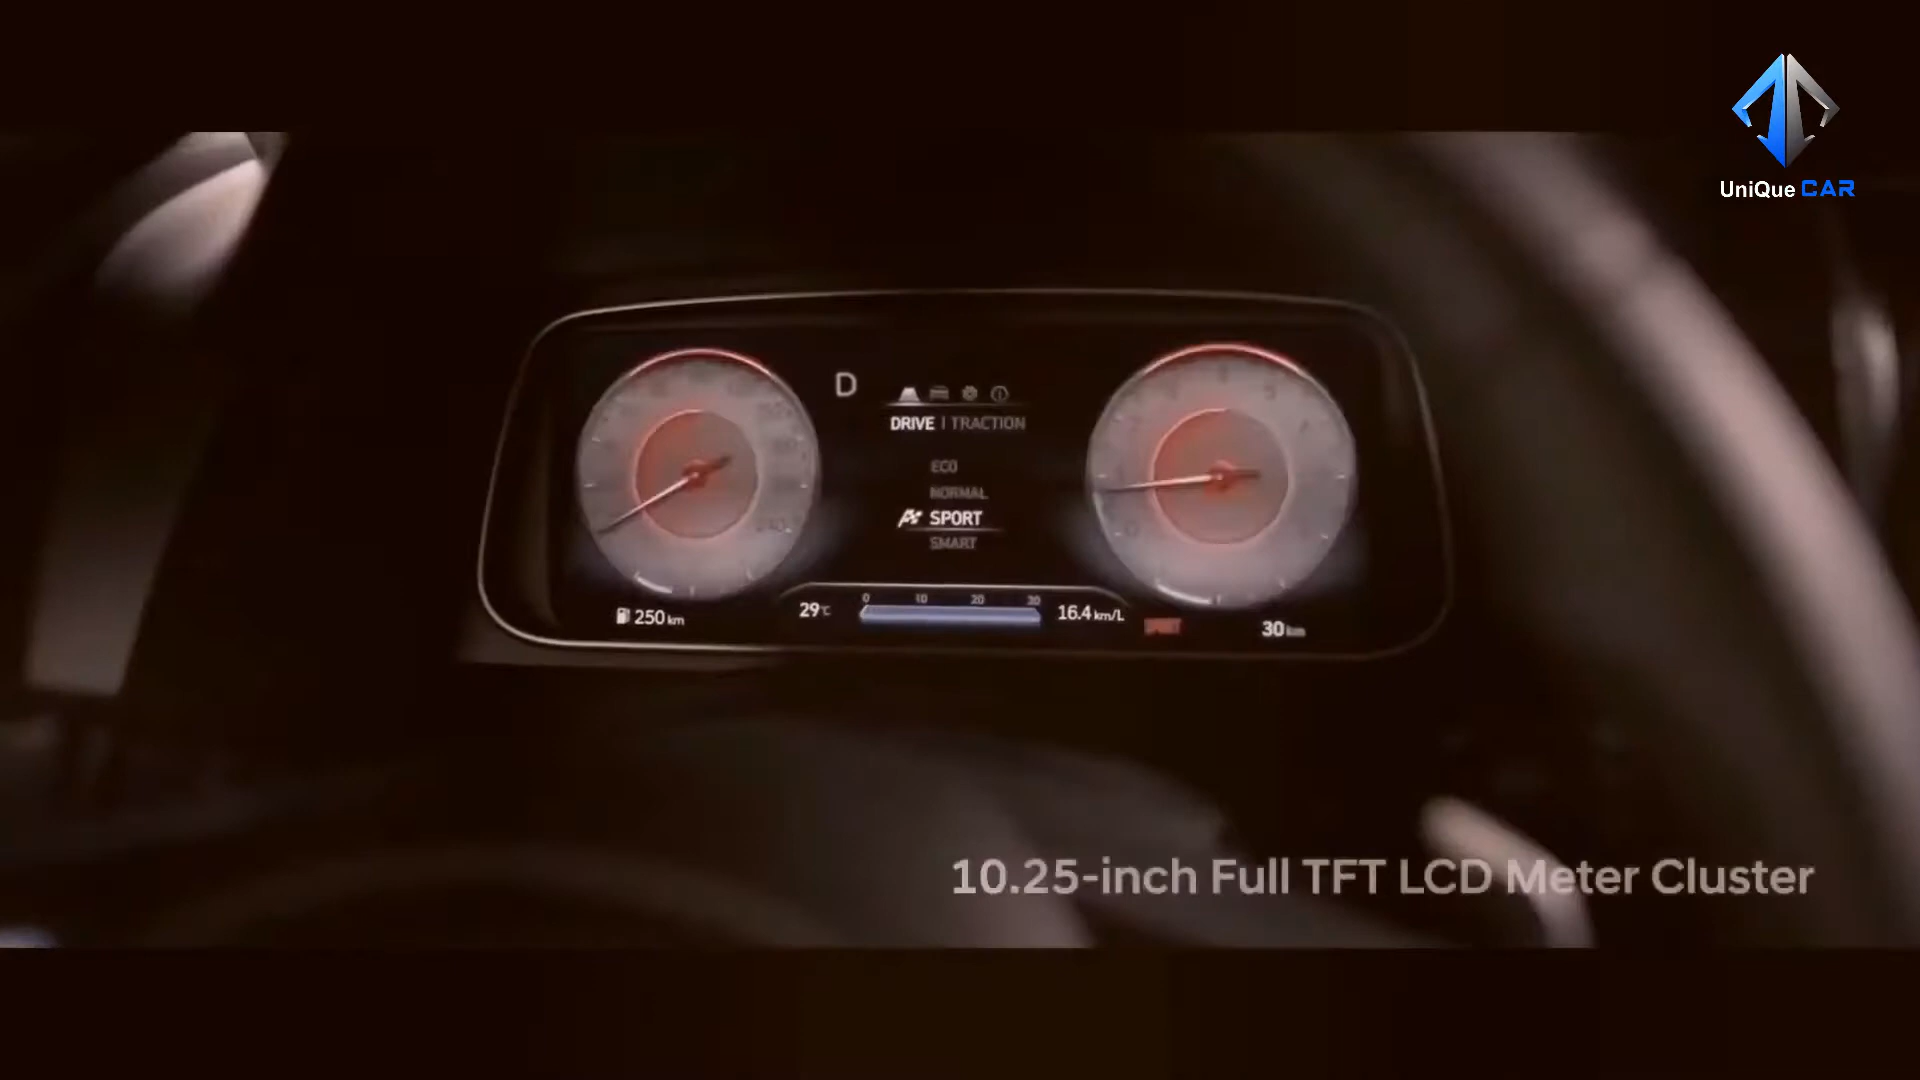 UniQue CAR
D
DRIVE | TRACTION
ECO
NORMAL
SPORT
SMART
250 km
29°C
0 10 20 30
16.4 km/L
30 km
10.25-inch Full TFT LCD Meter Cluster